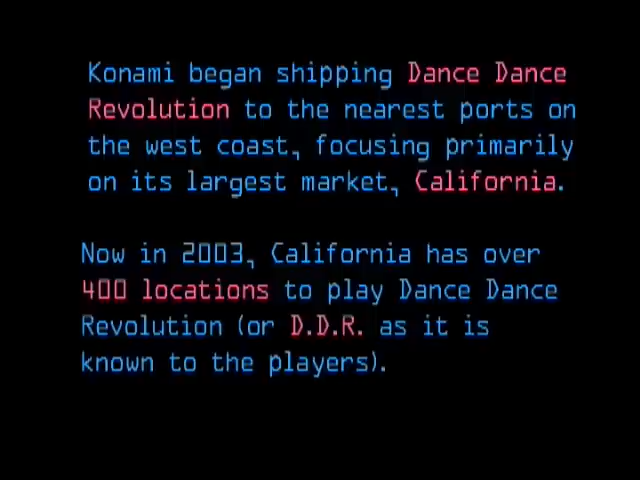 Konami began shipping Dance Dance
Revolution to the nearest ports on
the west coast, focusing primarily
on its largest market, California.
Now in 2003, California has over
400 locations to play Dance Dance
Revolution (or D.D.R. as it is
known to the players).